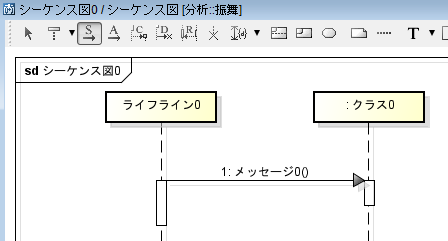 シーケンス図0 / シーケンス図 [分析::振舞]
S A C D R T
sd シーケンス図0
ライフライン0
: クラス0
1: メッセージ0()